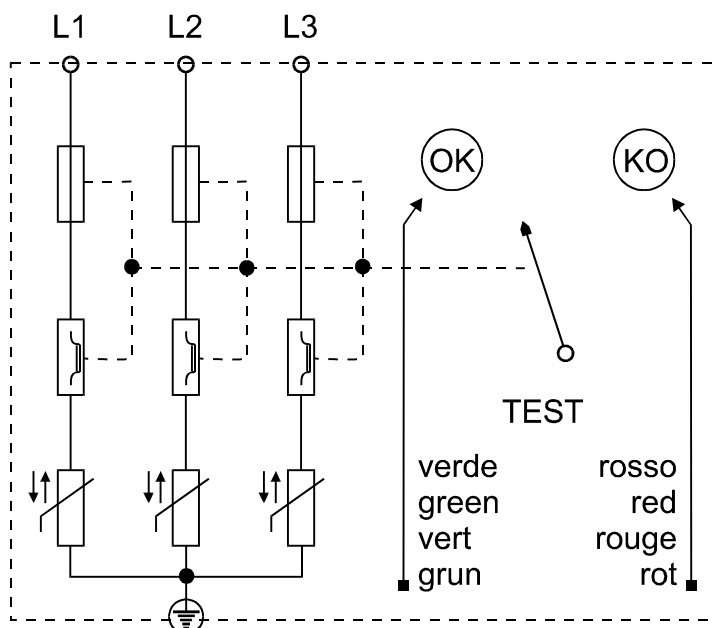 L1 L2 L3
OK KO
TEST
verde rosso
green red
vert rouge
grun rot